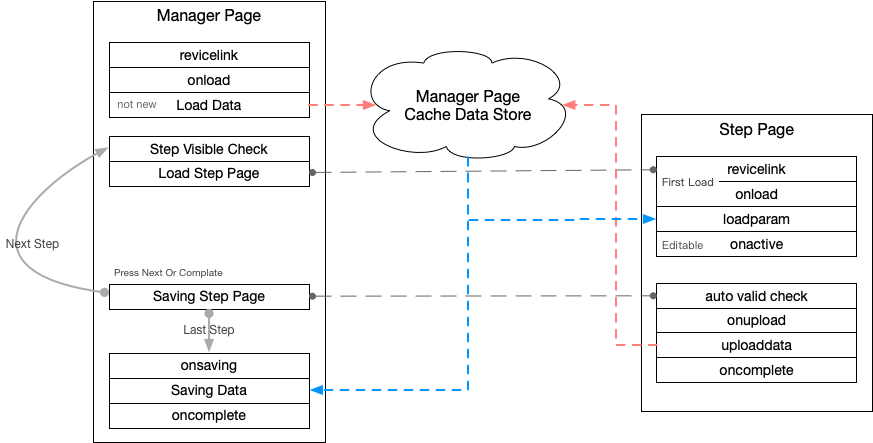 Manager Page
revicelink
onload
not new
Load Data
Step Visible Check
Load Step Page
Next Step
Press Next Or Complate
Saving Step Page
Last Step
onsaving
Saving Data
oncomplete
Manager Page
Cache Data Store
Step Page
revicelink
First Load
onload
loadparam
Editable
onactive
auto valid check
onupload
uploaddata
oncomplete